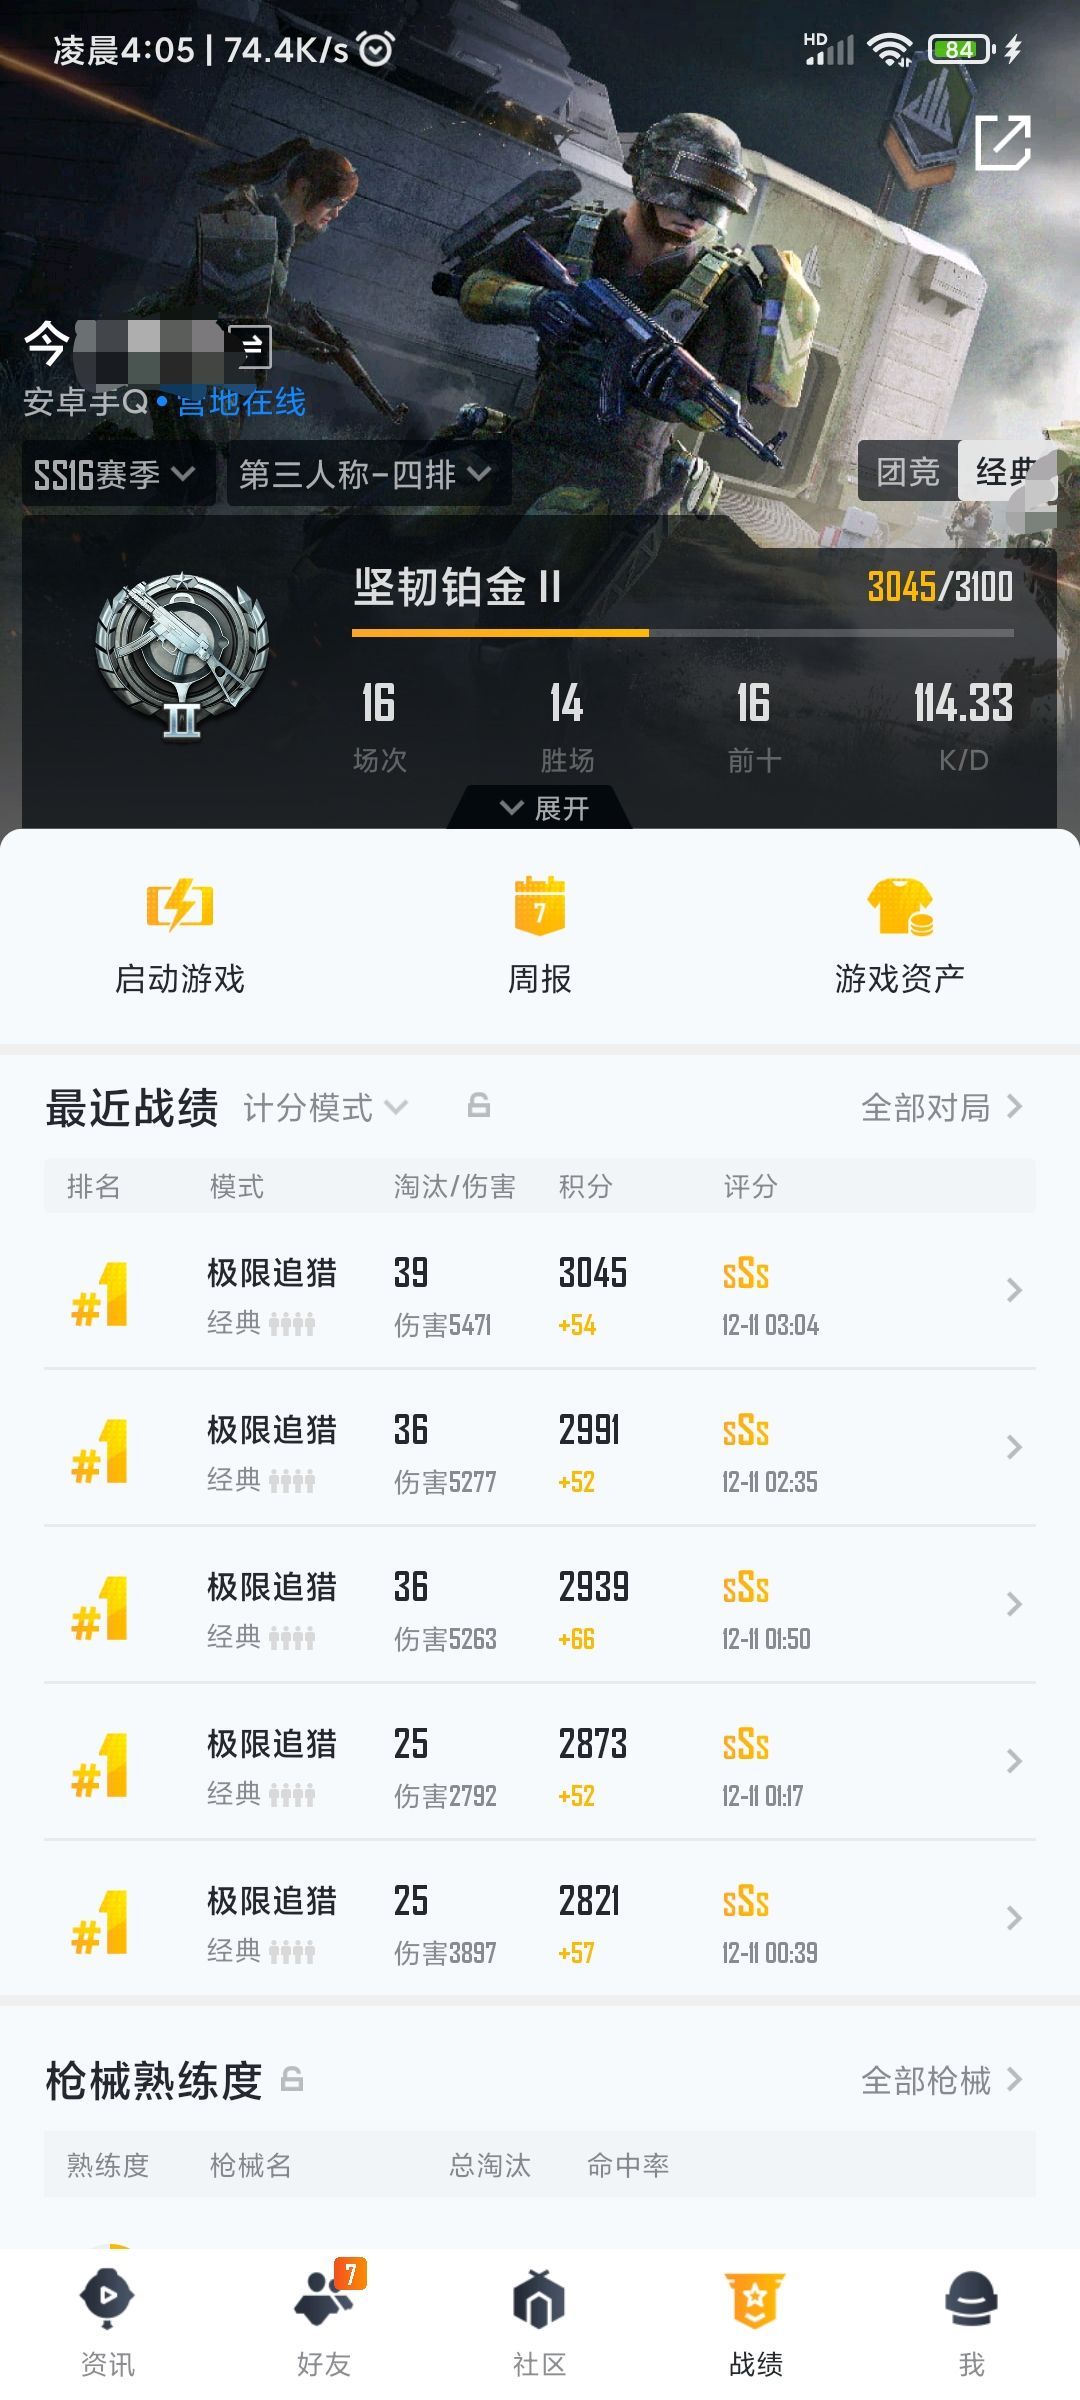 凌晨4:05 | 74.4K/s
HD
84
今
安卓手Q • 营地在线
SS16赛季 第三人称-四排
团竞 经典
坚韧铂金 II 3045/3100
II
16 14 16 114.33
场次 胜场 前十 K/D
展开
7
启动游戏 周报 游戏资产
最近战绩 计分模式 全部对局
排名 模式 淘汰/伤害 积分 评分
#1 极限追猎 39 3045 sSs
经典 伤害5471 +54 12-11 03:04
#1 极限追猎 36 2991 sSs
经典 伤害5277 +52 12-11 02:35
#1 极限追猎 36 2939 sSs
经典 伤害5263 +66 12-11 01:50
#1 极限追猎 25 2873 sSs
经典 伤害2792 +52 12-11 01:17
#1 极限追猎 25 2821 sSs
经典 伤害3897 +57 12-11 00:39
枪械熟练度 全部枪械
熟练度 枪械名 总淘汰 命中率
7
资讯 好友 社区 战绩 我